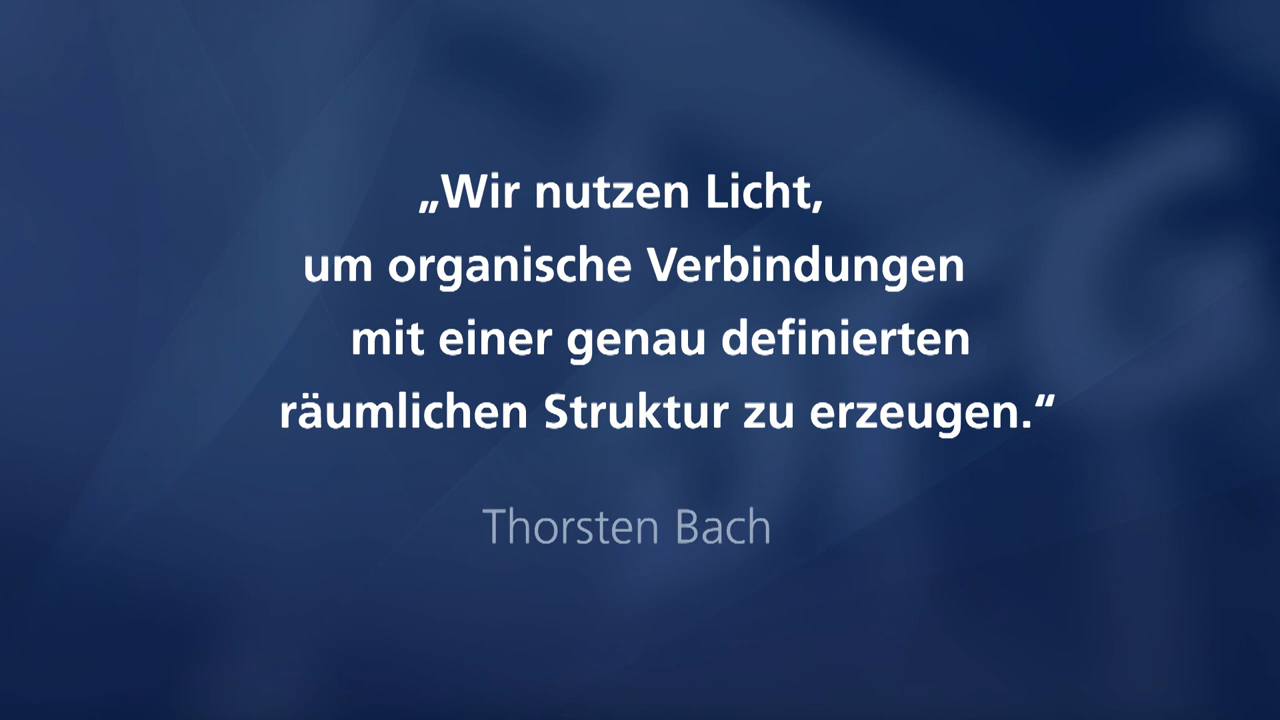 „Wir nutzen Licht,
um organische Verbindungen
mit einer genau definierten
räumlichen Struktur zu erzeugen.“
Thorsten Bach